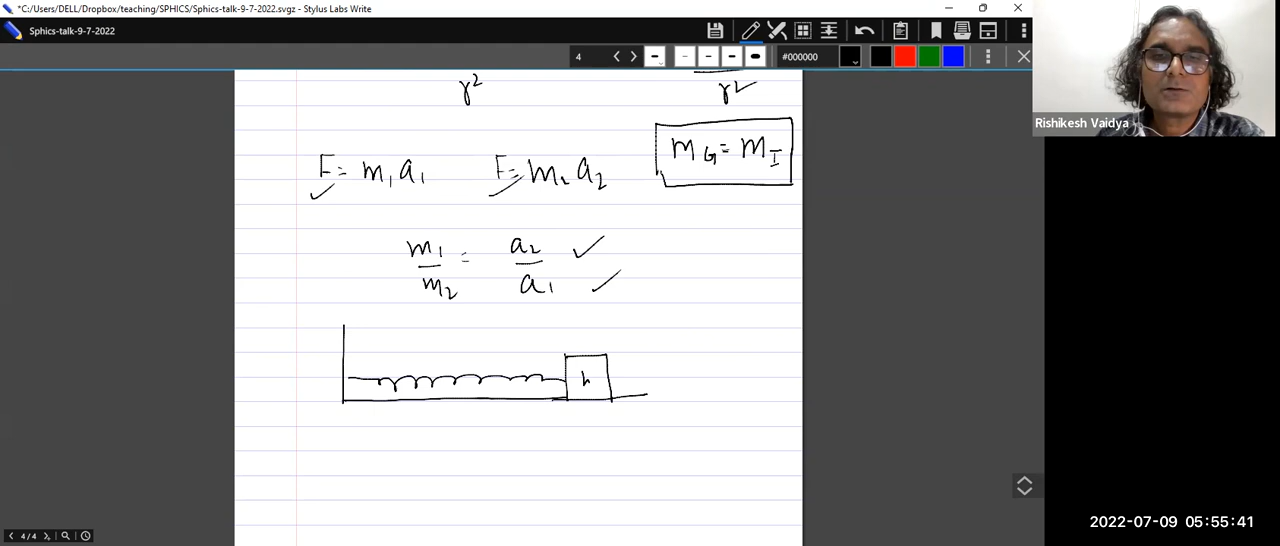 *C:/Users/DELL/Dropbox/teaching/SPHICS/Sphics-talk-9-7-2022.svgz - Stylus Labs Write
Sphics-talk-9-7-2022
4
#000000
Rishikesh Vaidya
r² r²
m_G = m_I
F = m₁a₁ F = m₂a₂
m₁/m₂ = a₂/a₁
4/4
2022-07-09 05:55:41